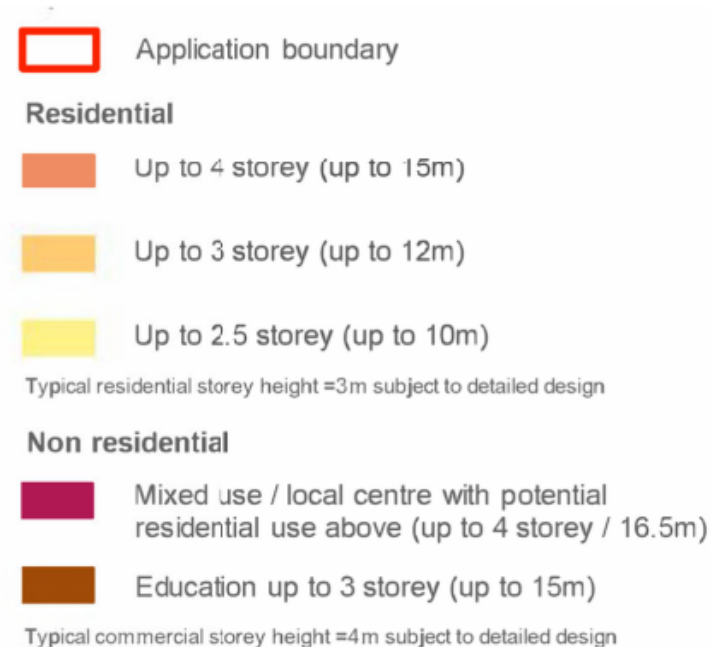 Application boundary
Residential
Up to 4 storey (up to 15m)
Up to 3 storey (up to 12m)
Up to 2.5 storey (up to 10m)
Typical residential storey height =3m subject to detailed design
Non residential
Mixed use / local centre with potential
residential use above (up to 4 storey / 16.5m)
Education up to 3 storey (up to 15m)
Typical commercial storey height =4m subject to detailed design